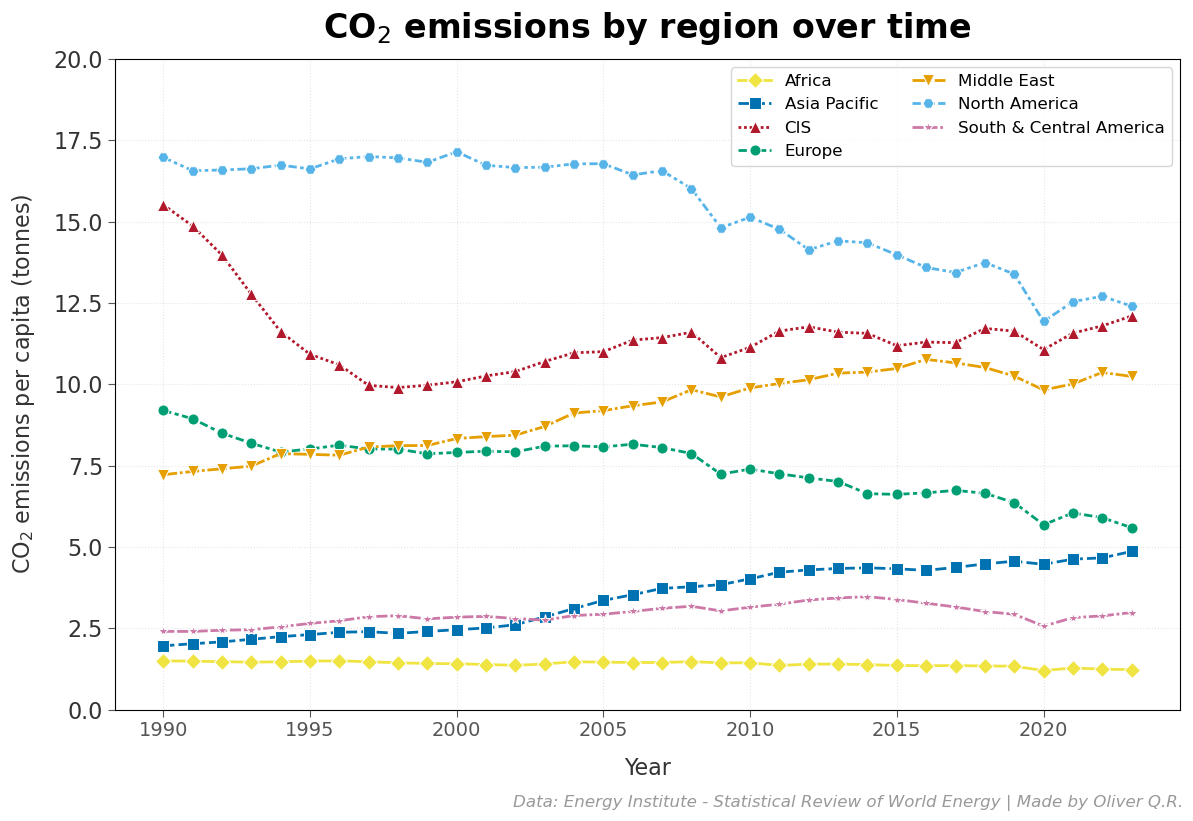 CO₂ emissions by region over time
CO₂ emissions per capita (tonnes)
20.0
17.5
15.0
12.5
10.0
7.5
5.0
2.5
0.0
Africa
Asia Pacific
CIS
Europe
Middle East
North America
South & Central America
1990 1995 2000 2005 2010 2015 2020
Year
Data: Energy Institute - Statistical Review of World Energy | Made by Oliver Q.R.